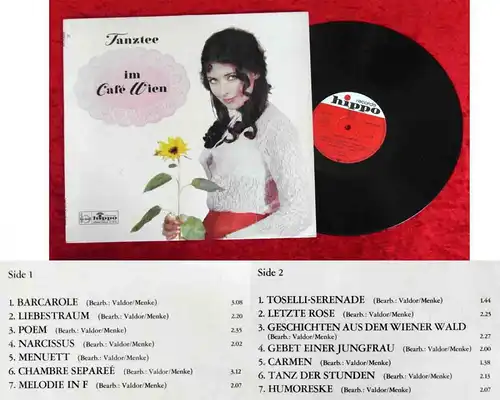 Tanztee
im
Café Wien
hippo
records
hippo
Side 1
1. BARCAROLE (Bearb.: Valdor/Menke) 3.08
2. LIEBESTRAUM (Bearb.: Valdor/Menke) 2.20
3. POEM (Bearb.: Valdor/Menke) 2.35
4. NARCISSUS (Bearb.: Valdor/Menke) 2.02
5. MENUETT (Bearb.: Valdor/Menke)
6. CHAMBRE SEPAREÉ (Bearb.: Valdor/Menke) 3.12
7. MELODIE IN F (Bearb.: Valdor/Menke) 2.07
Side 2
1. TOSELLI-SERENADE (Bearb.: Valdor/Menke) 1.44
2. LETZTE ROSE (Bearb.: Valdor/Menke) 2.25
3. GESCHICHTEN AUS DEM WIENER WALD
(Bearb.: Valdor/Menke) 2.27
4. GEBET EINER JUNGFRAU (Bearb.: Valdor/Menke) 2.00
5. CARMEN (Bearb.: Valdor/Menke) 1.38
6. TANZ DER STUNDEN (Bearb.: Valdor/Menke) 2.13
7. HUMORESKE (Bearb.: Valdor/Menke) 2.07